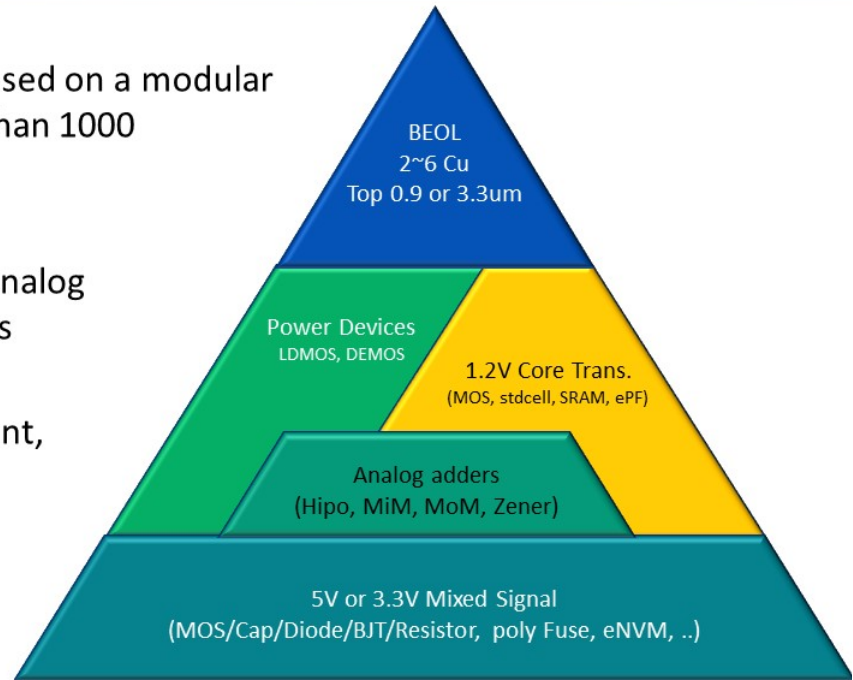 sed on a modular
han 1000
nalog
s
nt,
BEOL
2~6 Cu
Top 0.9 or 3.3um
Power Devices
LDMOS, DEMOS
1.2V Core Trans.
(MOS, stdcell, SRAM, ePF)
Analog adders
(Hipo, MiM, MoM, Zener)
5V or 3.3V Mixed Signal
(MOS/Cap/Diode/BJT/Resistor, poly Fuse, eNVM, ..)